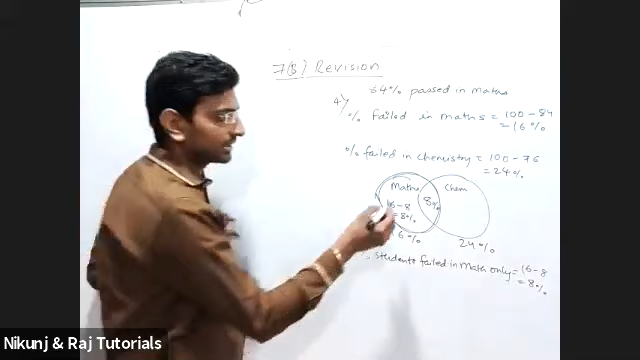 7(B) Revision
84% passed in maths
4) % failed in maths = 100 - 84
= 16%
% failed in chemistry = 100 - 76
= 24%
Maths Chem
16-8 8%
= 8%
16% 24%
Students failed in Math only = 16-8
= 8%
Nikunj & Raj Tutorials